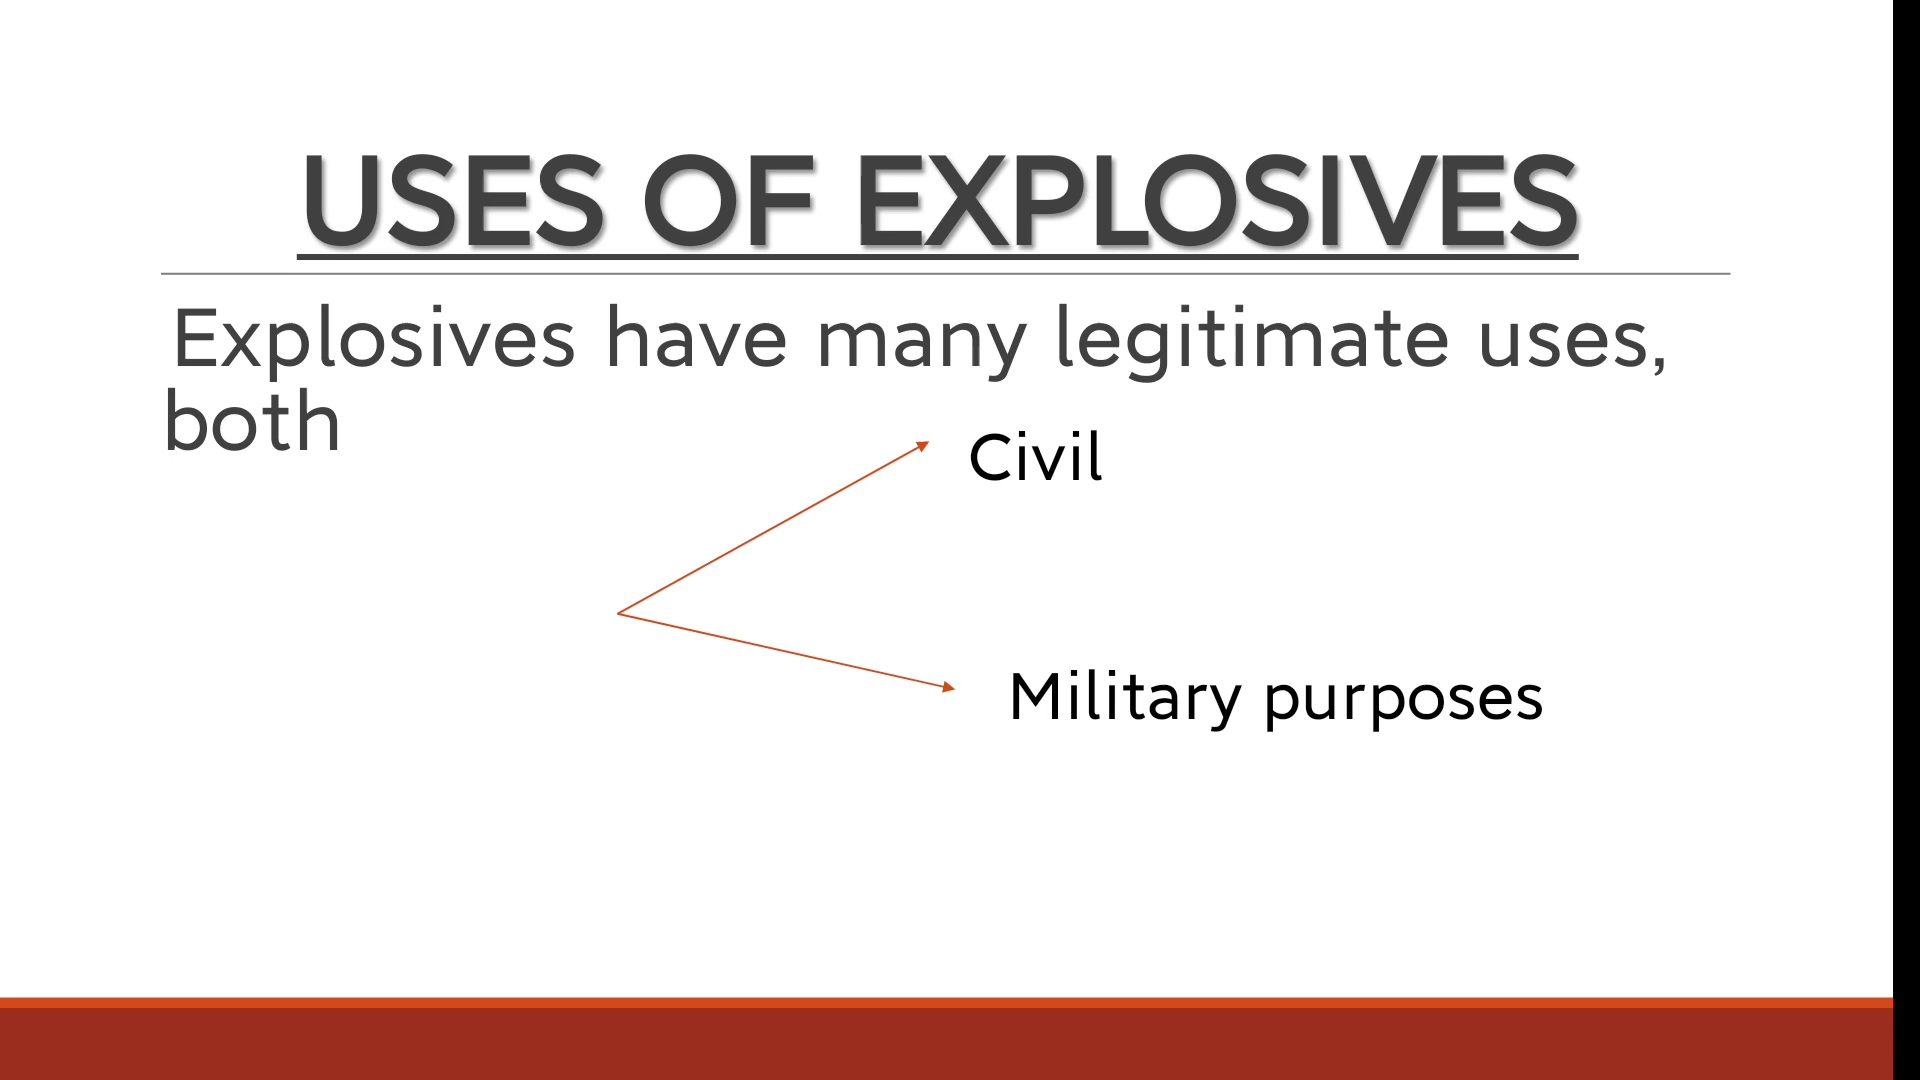 USES OF EXPLOSIVES
Explosives have many legitimate uses,
both
Civil
Military purposes